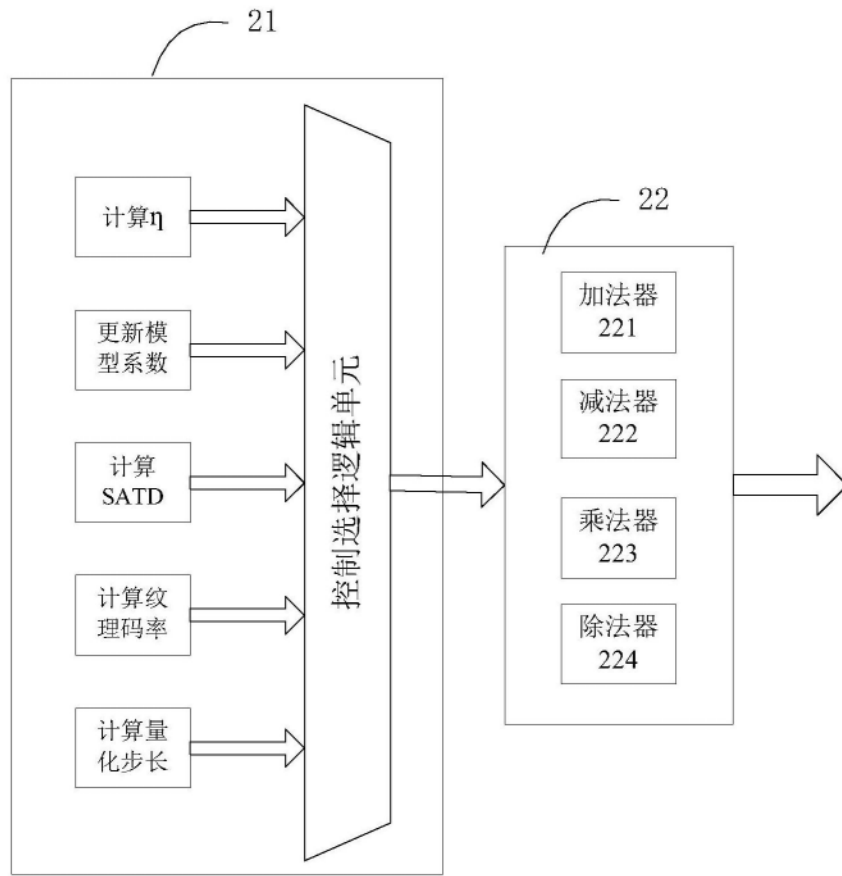 21
计算η
更新模
型系数
计算
SATD
计算纹
理码率
计算量
化步长
控制选择逻辑单元
22
加法器
221
减法器
222
乘法器
223
除法器
224